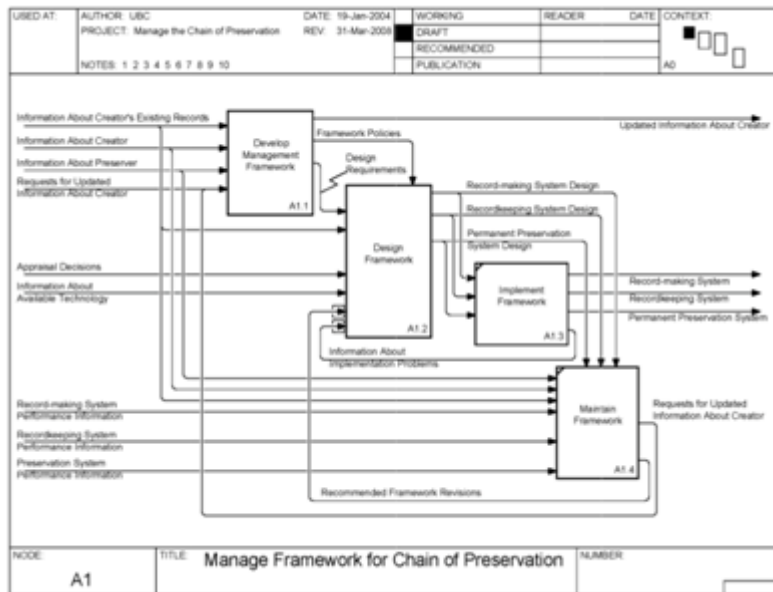 USED AT:
AUTHOR: UBC
DATE: 19-Jan-2004
WORKING
READER
DATE
CONTEXT:
PROJECT: Manage the Chain of Preservation
REV: 31-Mar-2008
DRAFT
RECOMMENDED
NOTES: 1 2 3 4 5 6 7 8 9 10
PUBLICATION
A0
Information About Creator's Existing Records
Updated Information About Creator
Information About Creator
Information About Preserver
Requests for Updated
Information About Creator
Develop
Management
Framework
A1.1
Framework Policies
Design
Requirements
Record-making System Design
Recordkeeping System Design
Permanent Preservation
System Design
Design
Framework
A1.2
Appraisal Decisions
Information About
Available Technology
Implement
Framework
A1.3
Record-making System
Recordkeeping System
Permanent Preservation System
Information About
Implementation Problems
Record-making System
Performance Information
Recordkeeping System
Performance Information
Preservation System
Performance Information
Maintain
Framework
A1.4
Requests for Updated
Information About Creator
Recommended Framework Revisions
NODE:
A1
TITLE:
Manage Framework for Chain of Preservation
NUMBER: